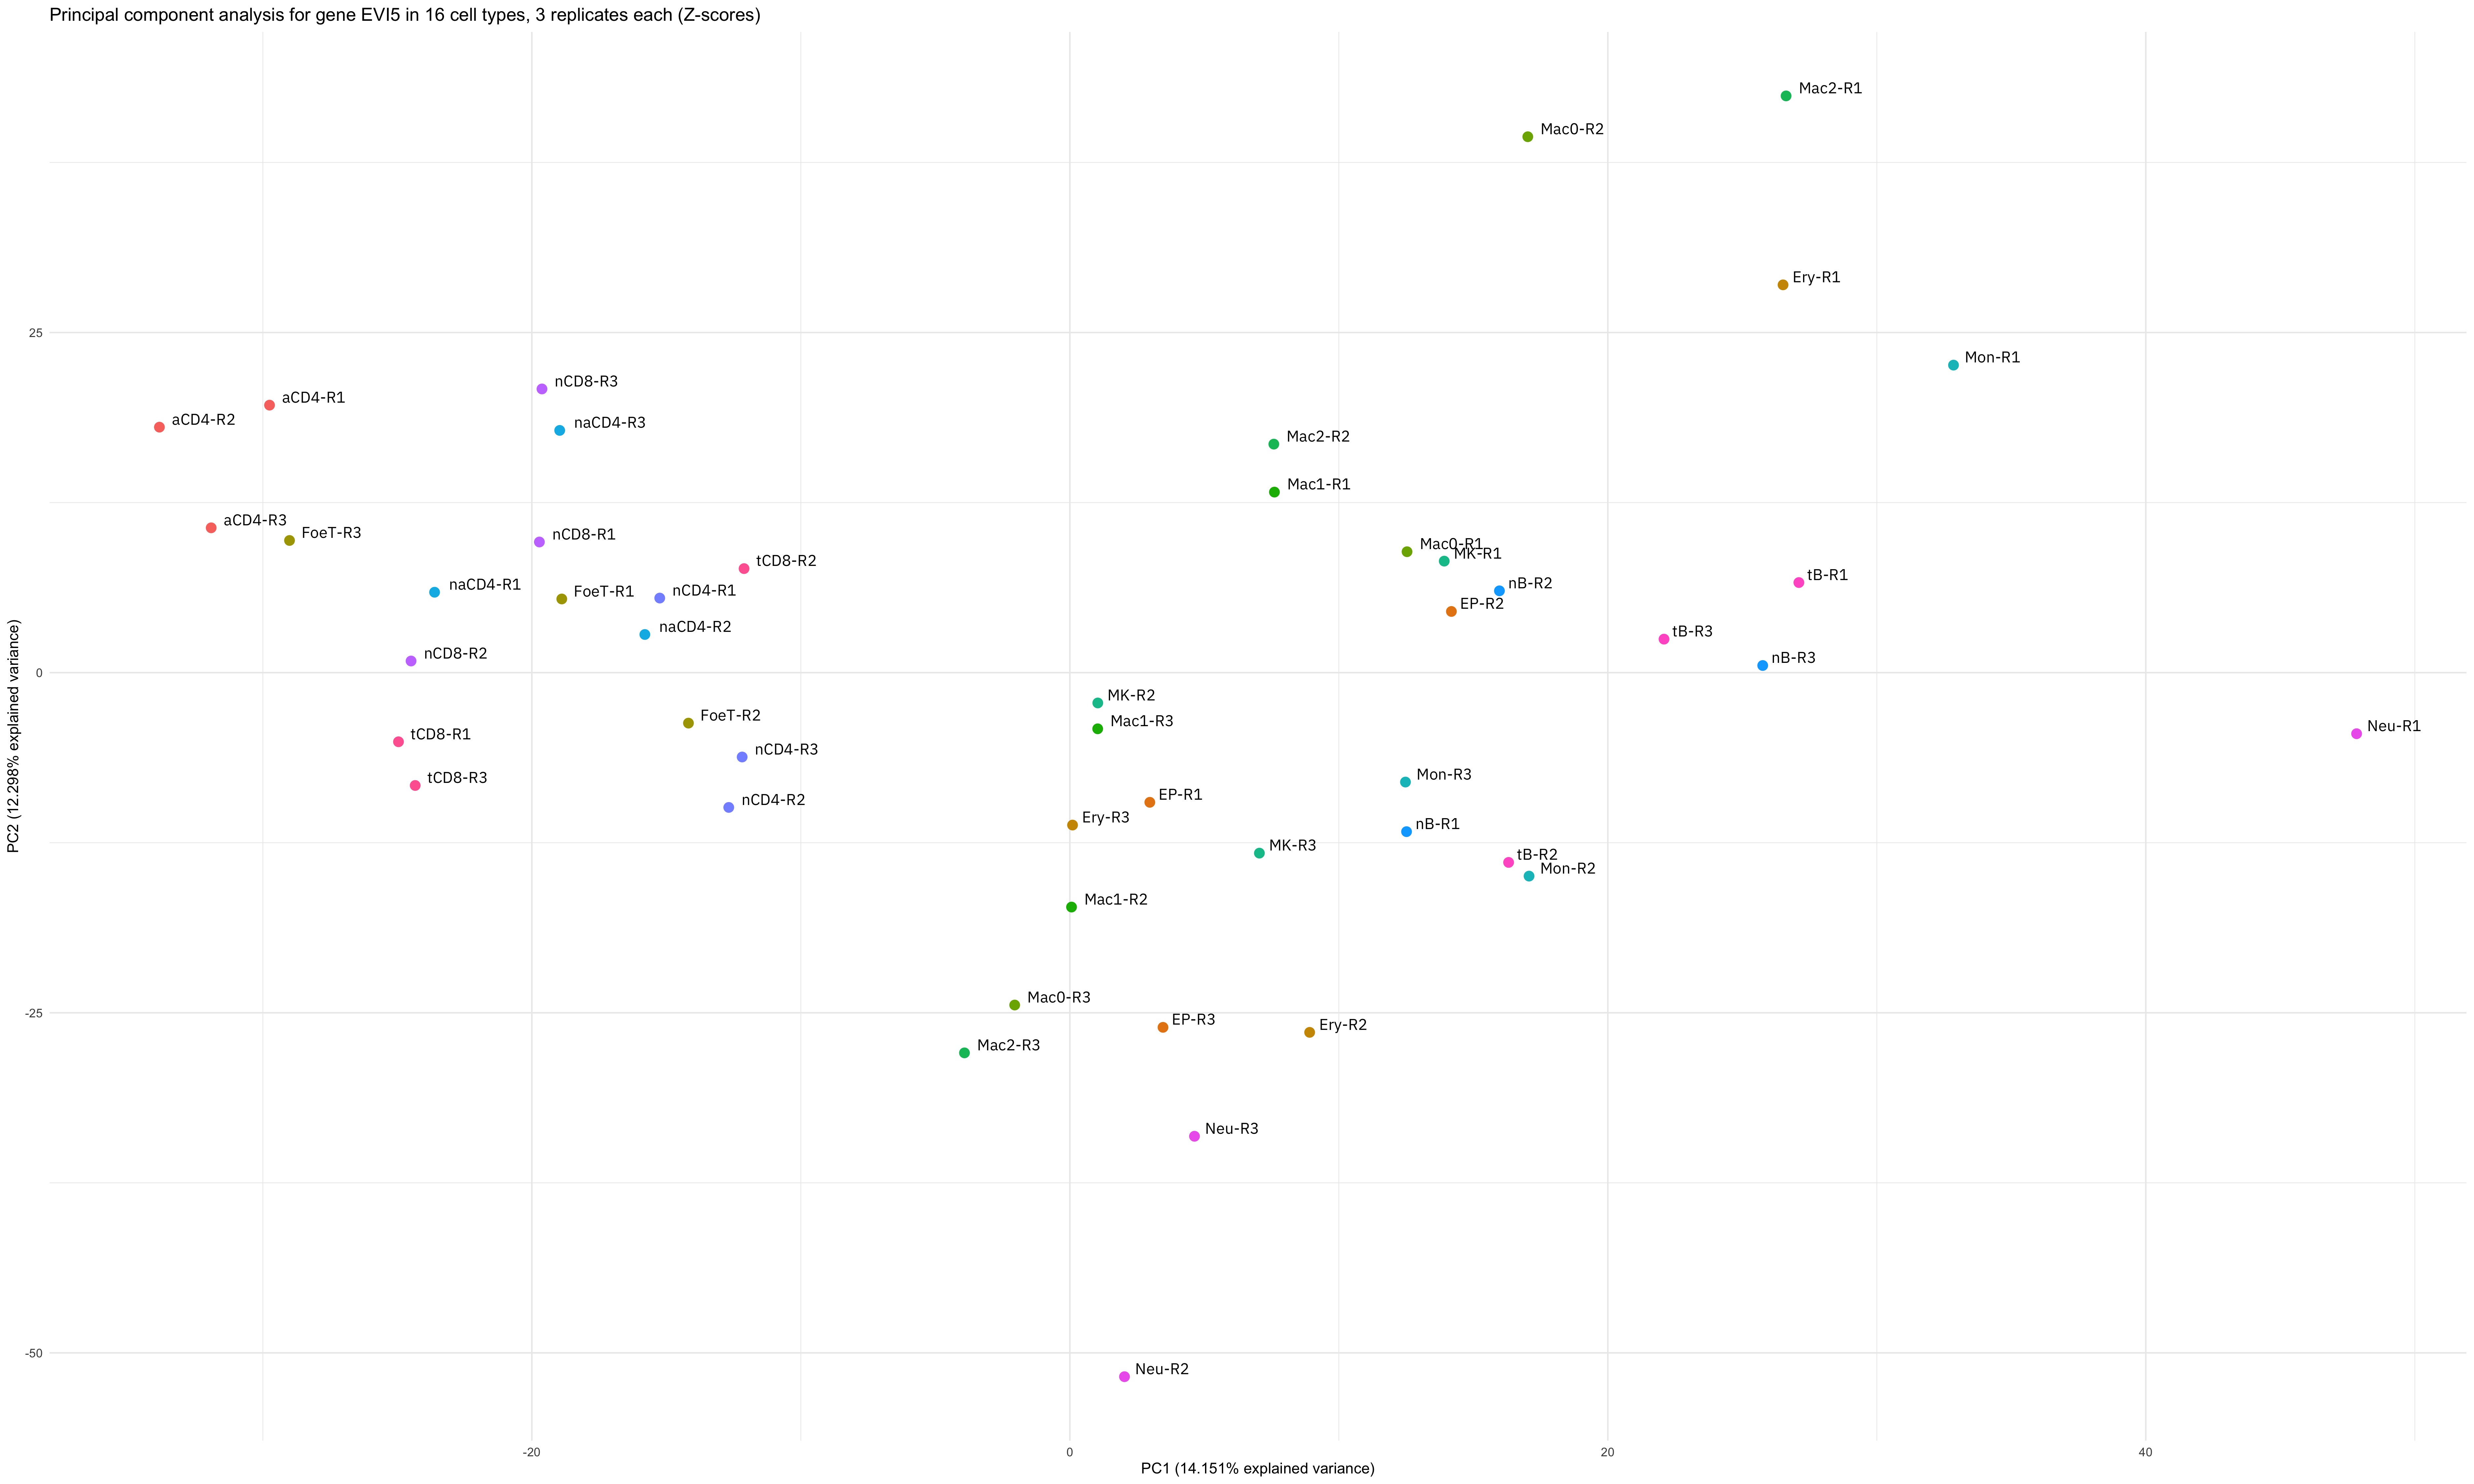 Principal component analysis for gene EVI5 in 16 cell types, 3 replicates each (Z-scores)
Mac2-R1
Mac0-R2
Ery-R1
25
Mon-R1
nCD8-R3
aCD4-R1
aCD4-R2
naCD4-R3
Mac2-R2
Mac1-R1
aCD4-R3
FoeT-R3
nCD8-R1
Mac0-R1
MK-R1
tCD8-R2
tB-R1
naCD4-R1
nB-R2
FoeT-R1
nCD4-R1
EP-R2
naCD4-R2
tB-R3
nCD8-R2
nB-R3
0
MK-R2
FoeT-R2
Mac1-R3
Neu-R1
tCD8-R1
nCD4-R3
Mon-R3
tCD8-R3
EP-R1
nCD4-R2
Ery-R3
nB-R1
MK-R3
tB-R2
Mon-R2
Mac1-R2
Mac0-R3
-25
EP-R3
Ery-R2
Mac2-R3
Neu-R3
-50
Neu-R2
PC2 (12.298% explained variance)
-20
0
20
40
PC1 (14.151% explained variance)